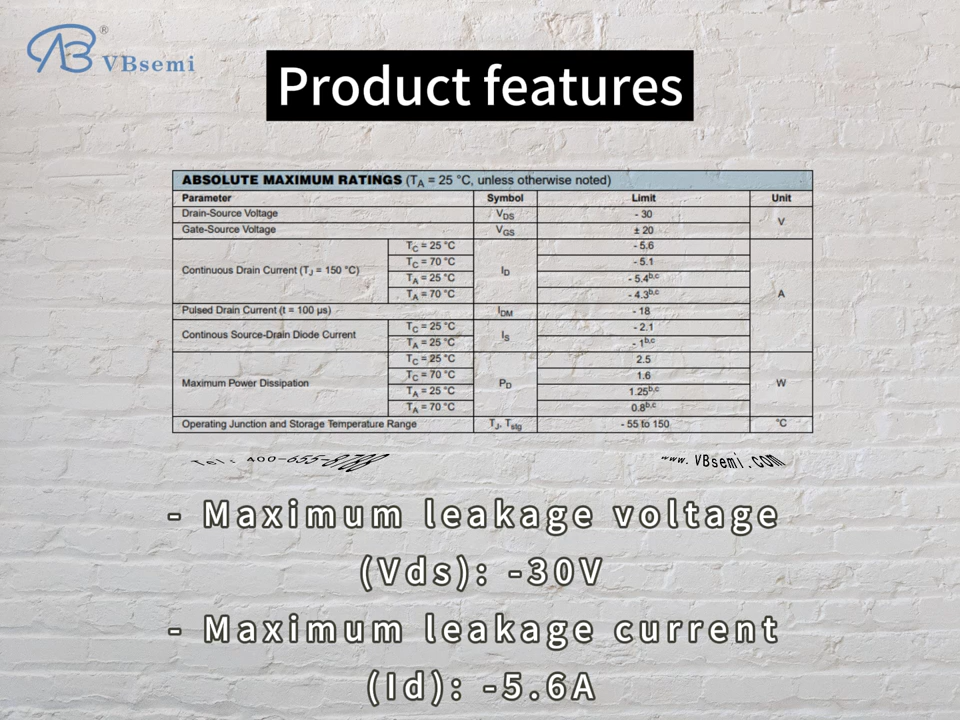 VBsemi ®
Product features
ABSOLUTE MAXIMUM RATINGS (TA = 25 °C, unless otherwise noted)
Parameter Symbol Limit Unit
Drain-Source Voltage VDS - 30 V
Gate-Source Voltage VGS ± 20
Continuous Drain Current (TJ = 150 °C) TC = 25 °C ID - 5.6 A
TC = 70 °C - 5.1
TA = 25 °C - 5.4b,c
TA = 70 °C - 4.3b,c
Pulsed Drain Current (t = 100 µs) IDM - 18
Continous Source-Drain Diode Current TC = 25 °C IS - 2.1
TA = 25 °C - 1b,c
Maximum Power Dissipation TC = 25 °C PD 2.5 W
TC = 70 °C 1.6
TA = 25 °C 1.25b,c
TA = 70 °C 0.8b,c
Operating Junction and Storage Temperature Range TJ, Tstg - 55 to 150 °C
Tel: 400-655-8788 www.VBsemi.com
- Maximum leakage voltage
(Vds): -30V
- Maximum leakage current
(Id): -5.6A